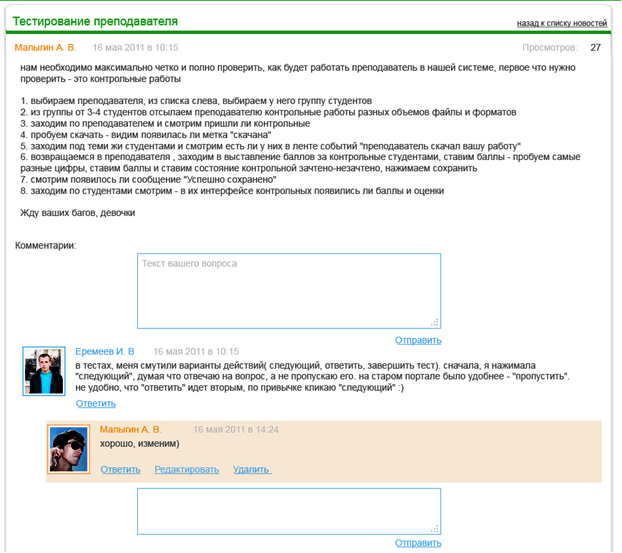 Тестирование преподавателя
назад к списку новостей
Малыгин А. В. 16 мая 2011 в 10:15 Просмотров: 27
нам необходимо максимально четко и полно проверить, как будет работать преподаватель в нашей системе, первое что нужно
проверить - это контрольные работы
1. выбираем преподавателя, из списка слева, выбираем у него группу студентов
2. из группы от 3-4 студентов отсылаем преподавателю контрольные работы разных объемов файлы и форматов
3. заходим по преподавателем и смотрим пришли ли контрольные
4. пробуем скачать - видим появилась ли метка "скачана"
5. заходим под теми жи студентами и смотрим есть ли у них в ленте событий "преподаватель скачал вашу работу"
6. возвращаемся в преподавателя , заходим в выставление баллов за контрольные студентами, ставим баллы - пробуем самые
разные цифры, ставим баллы и ставим состояние контрольной зачтено-незачтено, нажимаем сохранить
7. смотрим появилось ли сообщение "Успешно сохранено"
8. заходим по студентами смотрим - в их интерфейсе контрольных появились ли баллы и оценки
Жду ваших багов, девочки
Комментарии:
Текст вашего вопроса
Отправить
Еремеев И. В 16 мая 2011 в 10:15
в тестах, меня смутили варианты действий( следующий, ответить, завершить тест). сначала, я нажимала
"следующий", думая что отвечаю на вопрос, а не пропускаю его. на старом портале было удобнее - "пропустить".
не удобно, что "ответить" идет вторым, по привычке кликаю "следующий" :)
Ответить
Малыгин А. В. 16 мая 2011 в 14:24
хорошо, изменим)
Ответить Редактировать Удалить
Отправить